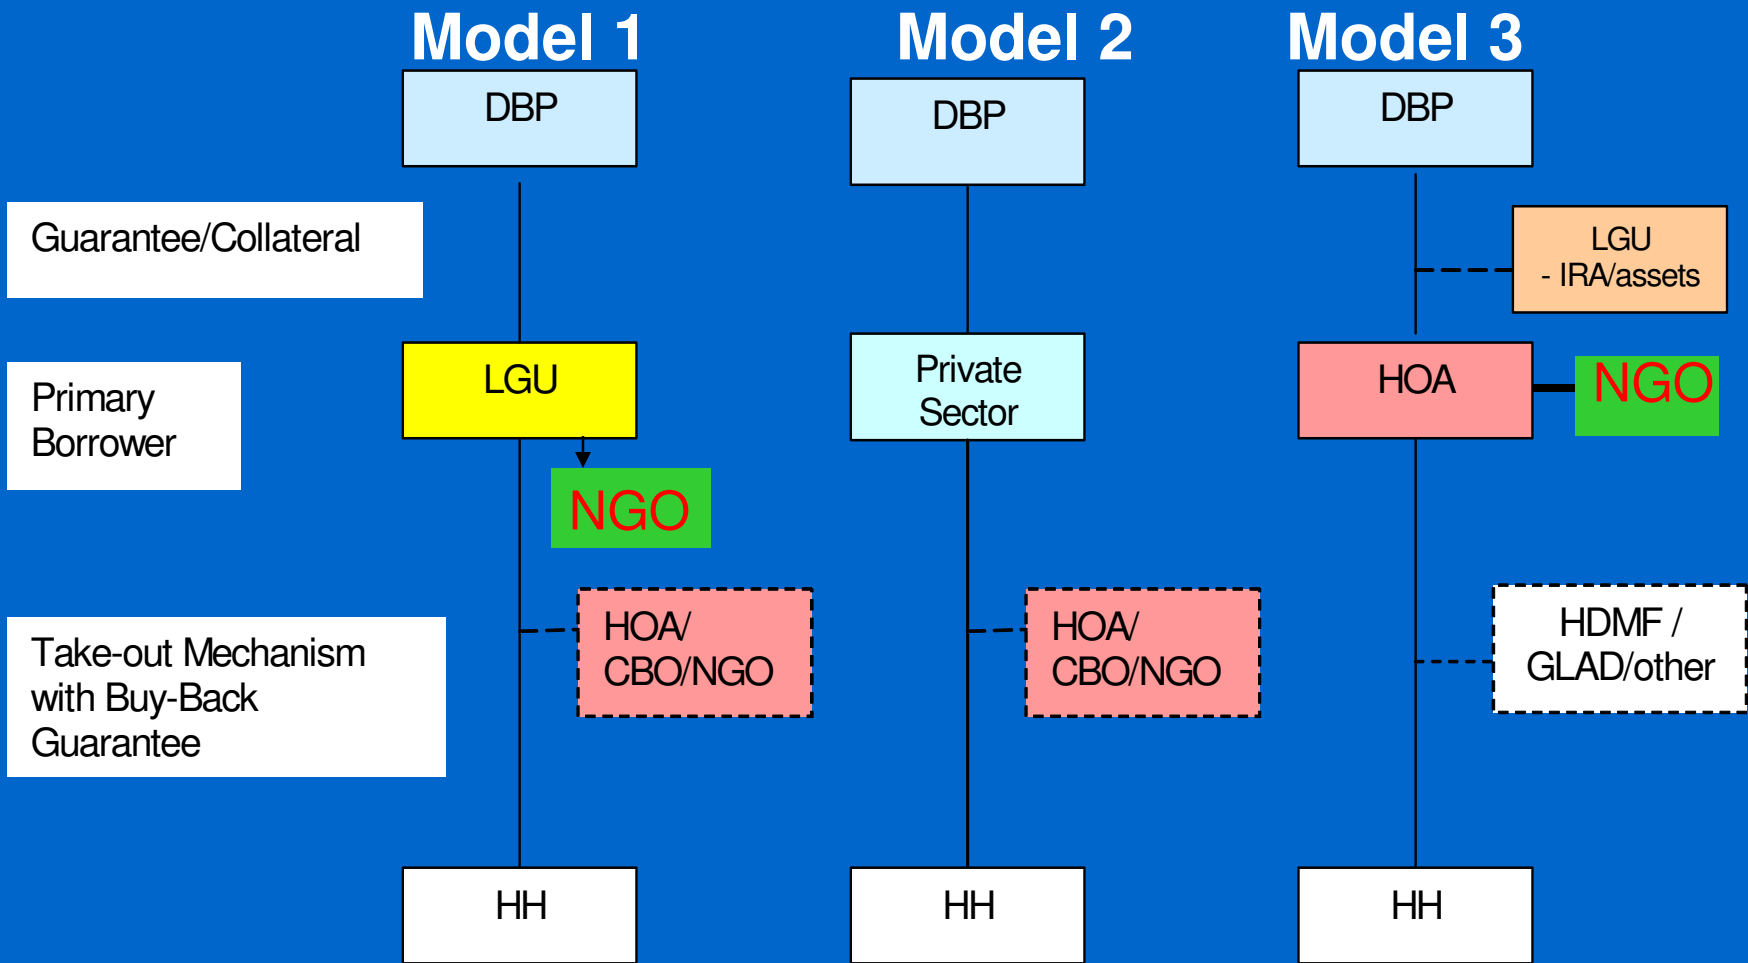 Model 1
Model 2
Model 3
DBP
DBP
DBP
Guarantee/Collateral
LGU
- IRA/assets
Primary
Borrower
LGU
Private
Sector
HOA
NGO
NGO
Take-out Mechanism
with Buy-Back
Guarantee
HOA/
CBO/NGO
HOA/
CBO/NGO
HDMF /
GLAD/other
HH
HH
HH